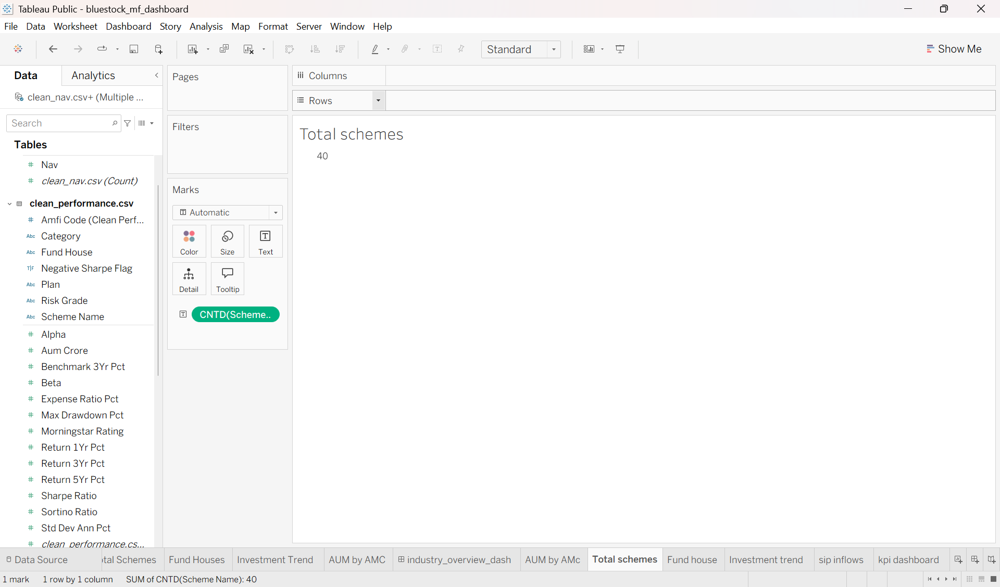 Tableau Public - bluestock_mf_dashboard
File Data Worksheet Dashboard Story Analysis Map Format Server Window Help
Standard
Show Me
Data
Analytics
clean_nav.csv+ (Multiple ...
Search
Tables
# Nav
# clean_nav.csv (Count)
clean_performance.csv
# Amfi Code (Clean Perf...
Abc Category
Abc Fund House
T|F Negative Sharpe Flag
Abc Plan
Abc Risk Grade
Abc Scheme Name
# Alpha
# Aum Crore
# Benchmark 3Yr Pct
# Beta
# Expense Ratio Pct
# Max Drawdown Pct
# Morningstar Rating
# Return 1Yr Pct
# Return 3Yr Pct
# Return 5Yr Pct
# Sharpe Ratio
# Sortino Ratio
# Std Dev Ann Pct
# clean_performance.cs...
Pages
Filters
Marks
Automatic
Color
Size
Text
Detail
Tooltip
CNTD(Scheme..
Columns
Rows
Total schemes
40
Data Source
tal Schemes
Fund Houses
Investment Trend
AUM by AMC
industry_overview_dash
AUM by AMc
Total schemes
Fund house
Investment trend
sip inflows
kpi dashboard
1 mark
1 row by 1 column
SUM of CNTD(Scheme Name): 40